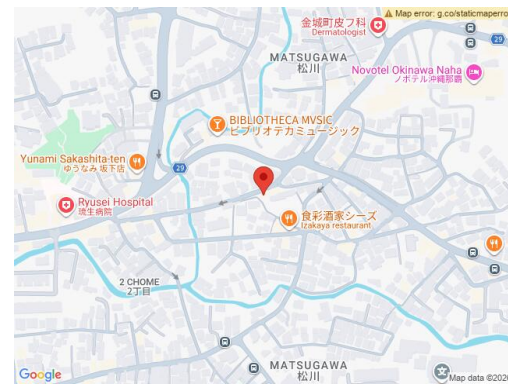 金城町皮フ科
Dermatologist
Map error: g.co/staticmaperro
29
MATSUGAWA
松川
Novotel Okinawa Naha
ノボテル沖縄那覇
BIBLIOTHECA MVSIC
ビブリオテカミュージック
Yunami Sakashita-ten
ゆうなみ 坂下店
29
Ryusei Hospital
琉生病院
食彩酒家シーズ
Izakaya restaurant
2 CHOME
2丁目
MATSUGAWA
松川
文
Google
Map data ©2026